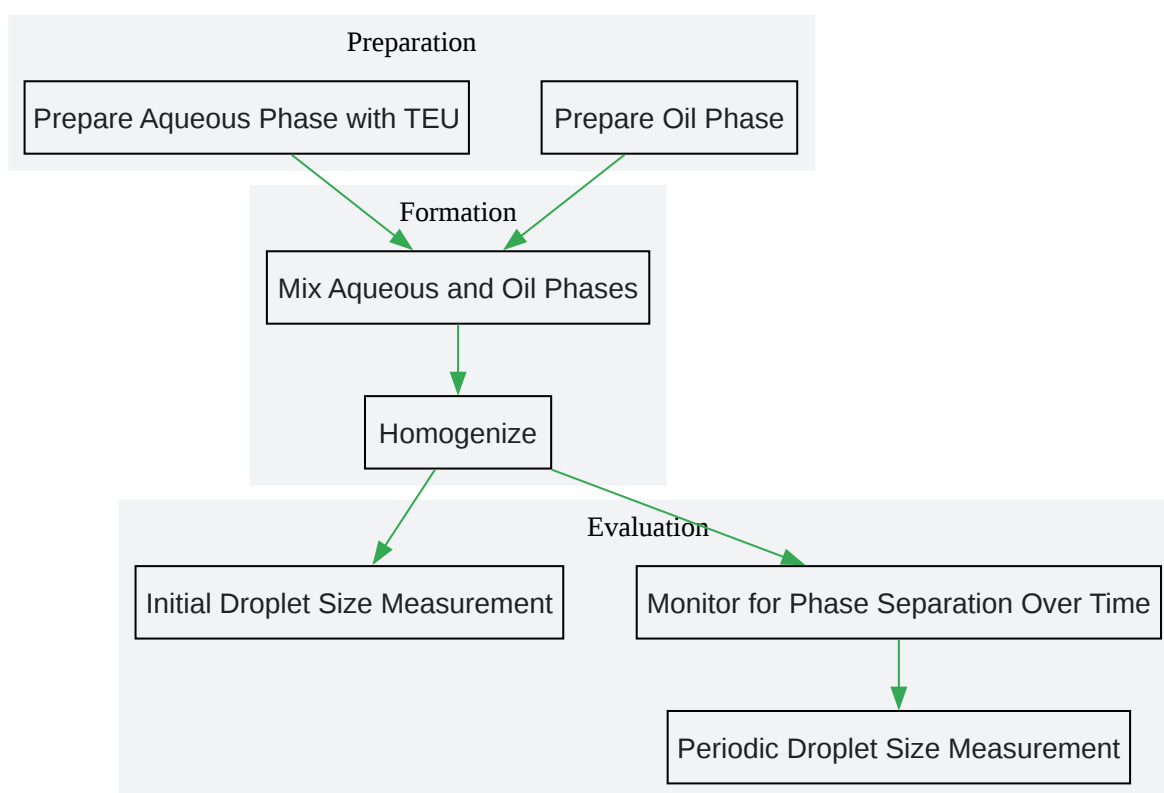 Preparation
Prepare Aqueous Phase with TEU
Prepare Oil Phase
Formation
Mix Aqueous and Oil Phases
Homogenize
Evaluation
Initial Droplet Size Measurement
Monitor for Phase Separation Over Time
Periodic Droplet Size Measurement